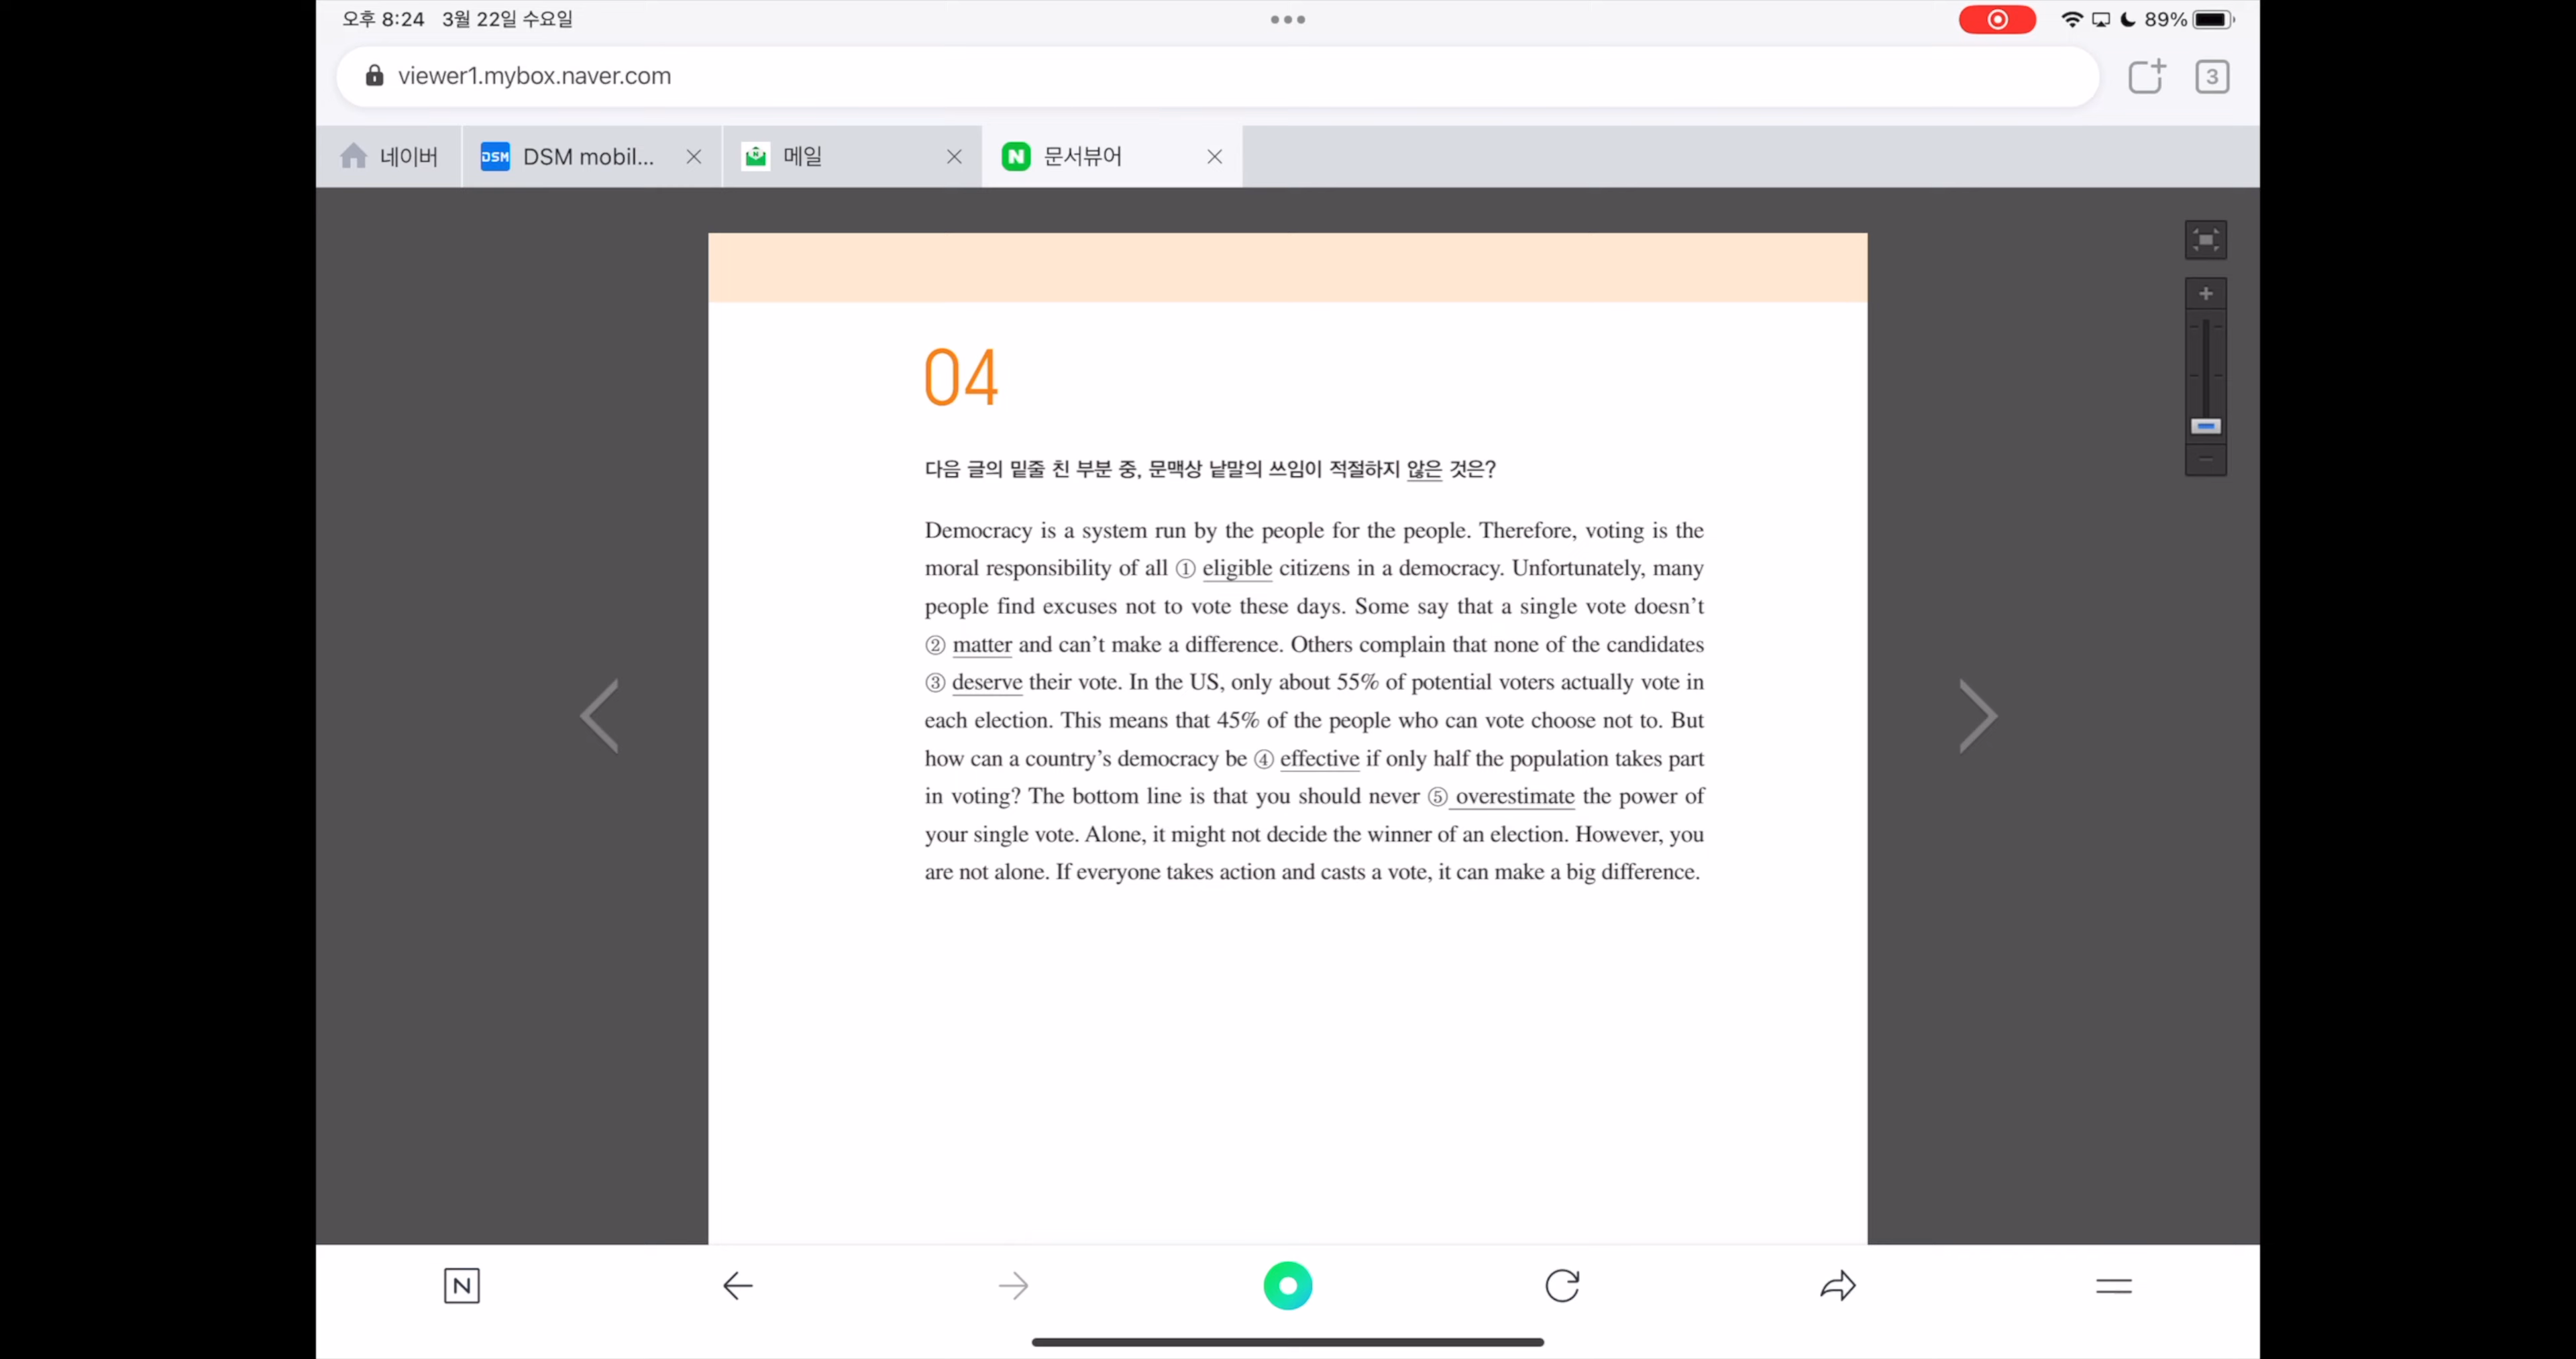 오후 8:24 3월 22일 수요일
89%
viewer1.mybox.naver.com
3
네이버
DSM DSM mobil...
메일
N 문서뷰어
04
다음 글의 밑줄 친 부분 중, 문맥상 낱말의 쓰임이 적절하지 않은 것은?
Democracy is a system run by the people for the people. Therefore, voting is the
moral responsibility of all ① eligible citizens in a democracy. Unfortunately, many
people find excuses not to vote these days. Some say that a single vote doesn’t
② matter and can’t make a difference. Others complain that none of the candidates
③ deserve their vote. In the US, only about 55% of potential voters actually vote in
each election. This means that 45% of the people who can vote choose not to. But
how can a country’s democracy be ④ effective if only half the population takes part
in voting? The bottom line is that you should never ⑤ overestimate the power of
your single vote. Alone, it might not decide the winner of an election. However, you
are not alone. If everyone takes action and casts a vote, it can make a big difference.
N